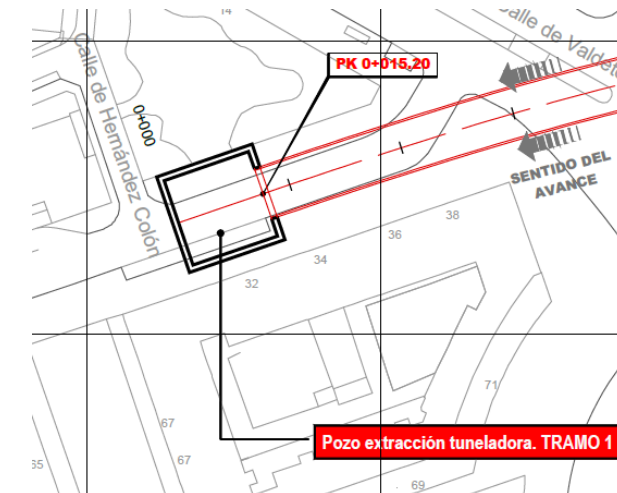 14
Calle de Valdet
PK 0+015,20
Calle de Hernández Colón
0+000
SENTIDO DEL
AVANCE
38
36
34
32
71
67
67
65
69
Pozo extracción tuneladora. TRAMO 1